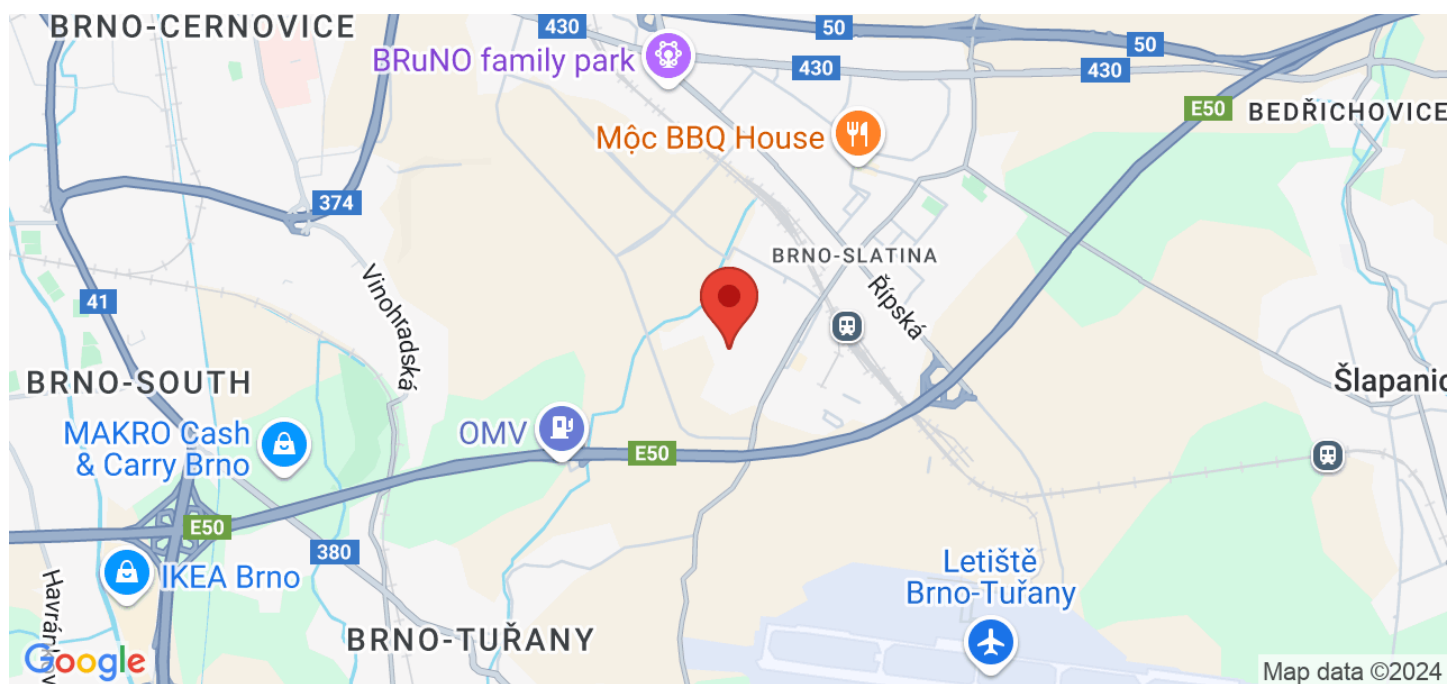 BRNO-ČERNOVICE
430
50
50
BRuNO family park
430
430
E50
BEDŘICHOVICE
Mộc BBQ House
374
BRNO-SLATINA
Vinohradská
Řípská
41
BRNO-SOUTH
Šlapanic
MAKRO Cash
& Carry Brno
OMV
E50
E50
380
IKEA Brno
Letiště
Brno-Tuřany
BRNO-TUŘANY
Google
Map data ©2024